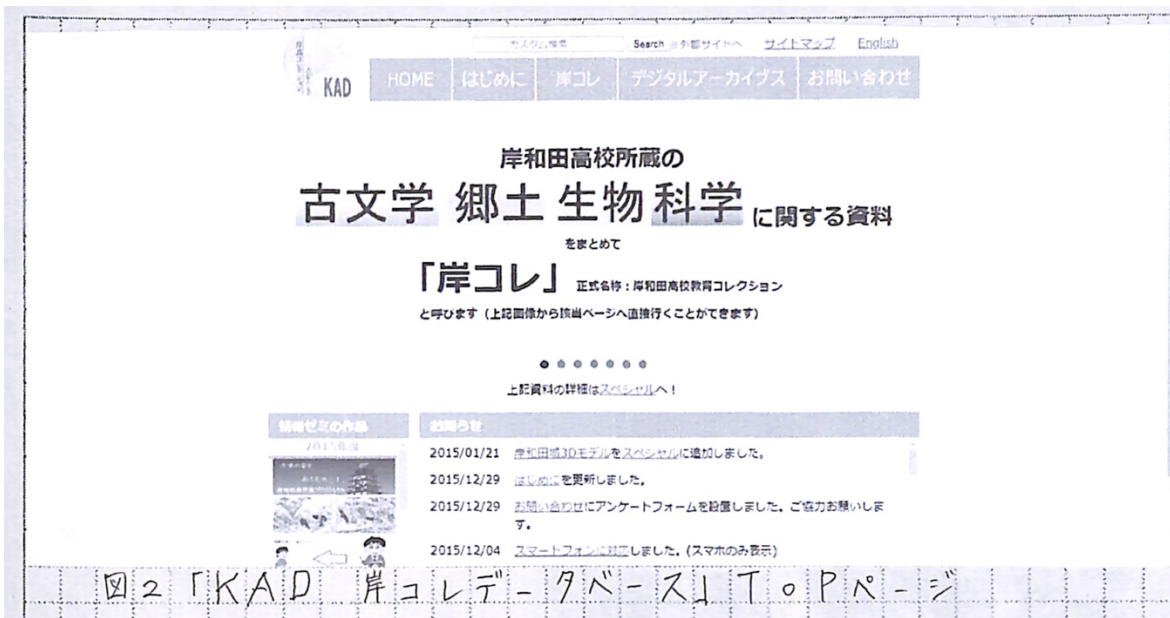 カスタム検索 Search ※外部サイトへ サイトマップ English
KAD HOME はじめに 岸コレ デジタルアーカイブス お問い合わせ
岸和田高校所蔵の
古文学 郷土 生物 科学 に関する資料
をまとめて
「岸コレ」 正式名称：岸和田高校教育コレクション
と呼びます（上記画像から該当ページへ直接行くことができます）
上記資料の詳細はスペシャルへ！
情報ゼミの作品 お知らせ
2015年度
2015/01/21 岸和田城3Dモデルをスペシャルに追加しました。
2015/12/29 はじめにを更新しました。
2015/12/29 お問い合わせにアンケートフォームを設置しました。ご協力お願いしま
す。
2015/12/04 スマートフォンに対応しました。(スマホのみ表示)
図2「KAD 岸コレデータベース」ToPページ